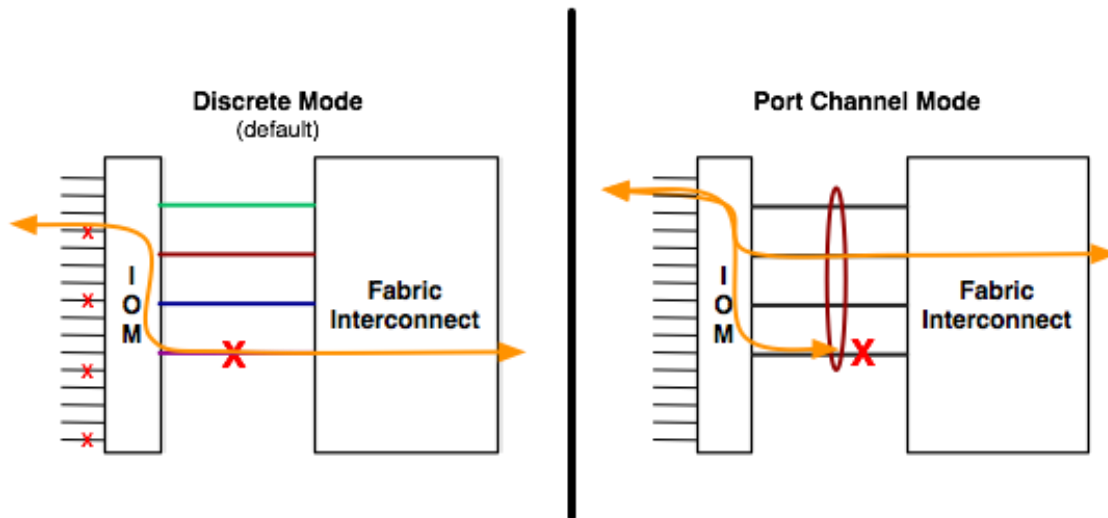 Discrete Mode
(default)
I
O
M
Fabric
Interconnect
X
x
x
x
x
Port Channel Mode
I
O
M
Fabric
Interconnect
X